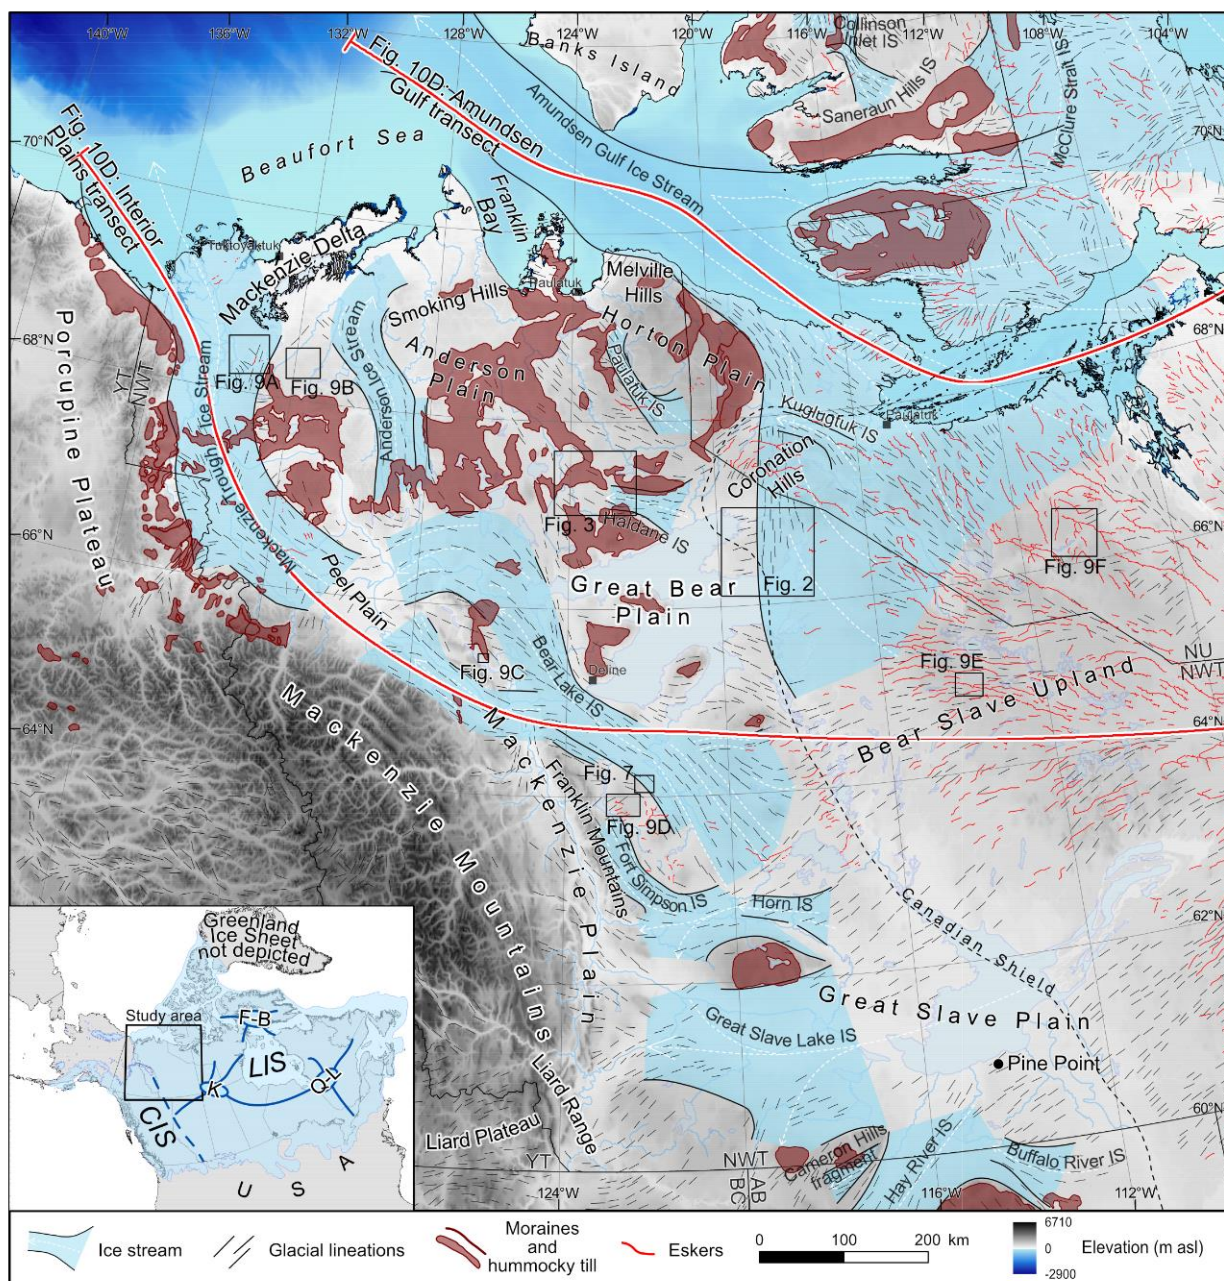 140°W
136°W
132°W
128°W
124°W
120°W
116°W
112°W
108°W
104°W
Collinson
Inlet IS
Banks Island
Saneraun Hills IS
McClure Strait IS
70°N
70°N
Fig. 10D: Amundsen
Gulf transect
Amundsen Gulf Ice Stream
Fig. 10D: Interior
Plains transect
Beaufort Sea
Franklin
Bay
Tuktoyaktuk
Mackenzie Delta
Paulatuk
Melville
Hills
Smoking Hills
Horton Plain
68°N
68°N
Porcupine Plateau
YT
NWT
Fig. 9A
Fig. 9B
Anderson Ice Stream
Anderson
Plain
Paulatuk IS
Kugluktuk IS
Paulatuk
Coronation
Hills
Mackenzie Trough Ice Stream
Fig. 3
Haldane IS
66°N
66°N
Fig. 9F
Fig. 2
Great Bear
Plain
Peel Plain
Fig. 9C
Bear Lake IS
Deline
NU
NWT
Fig. 9E
Bear Slave Upland
64°N
64°N
Mackenzie Mountains
Mackenzie Plain
Franklin Mountains
Fig. 7
Fig. 9D
Fort Simpson IS
Horn IS
62°N
Canadian Shield
Great Slave Plain
Great Slave Lake IS
Pine Point
Liard Range
Liard Plateau
60°N
YT
NWT
AB
BC
Cameron Hills
fragment
Hay River IS
Buffalo River IS
124°W
116°W
112°W
Greenland
Ice Sheet
not depicted
Study area
F-B
LIS
K
Q-L
CIS
U S A
Ice stream
Glacial lineations
Moraines
and
hummocky till
Eskers
0 100 200 km
6710
0
-2900
Elevation (m asl)